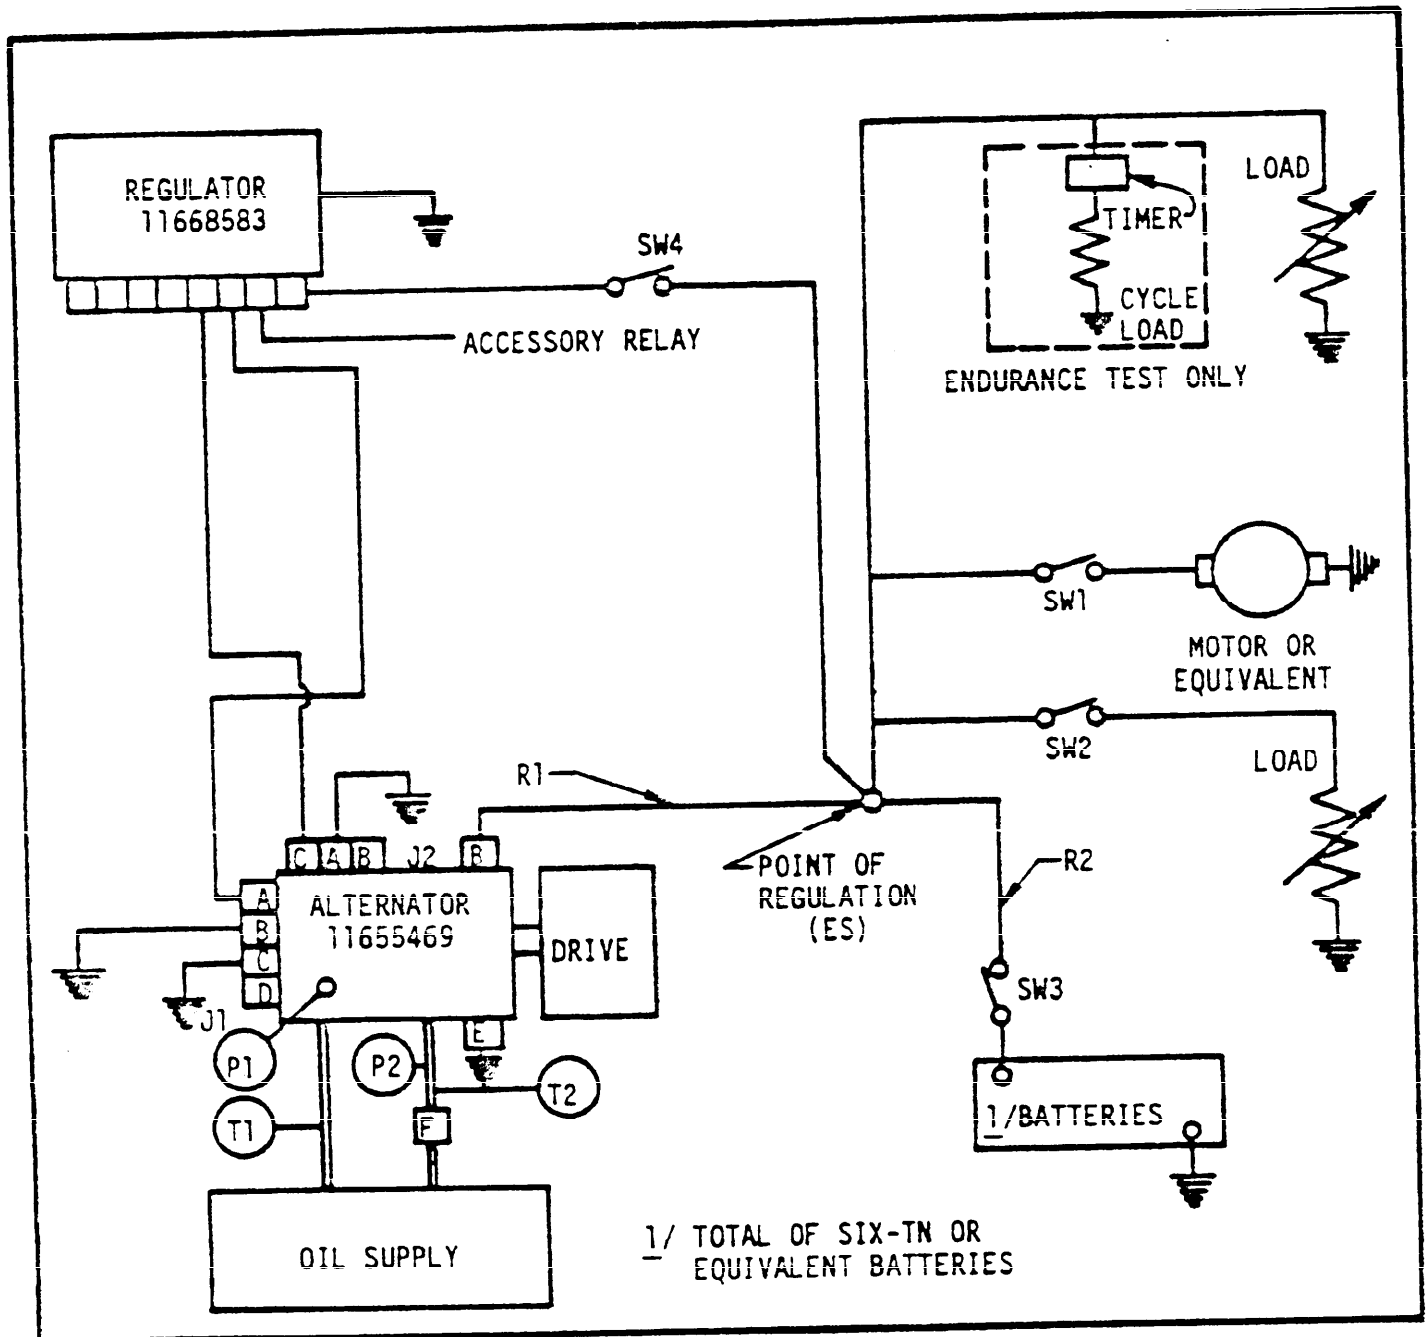 REGULATOR
11668583
SW4
ACCESSORY RELAY
LOAD
TIMER
CYCLE
LOAD
ENDURANCE TEST ONLY
SW1
MOTOR OR
EQUIVALENT
SW2
LOAD
R1
POINT OF
REGULATION
(ES)
R2
SW3
1/BATTERIES
C A B J2 B
A
B
C
D
J1
ALTERNATOR
11655469
DRIVE
E
P1
P2
T2
T1
F
OIL SUPPLY
1/ TOTAL OF SIX-TN OR
EQUIVALENT BATTERIES